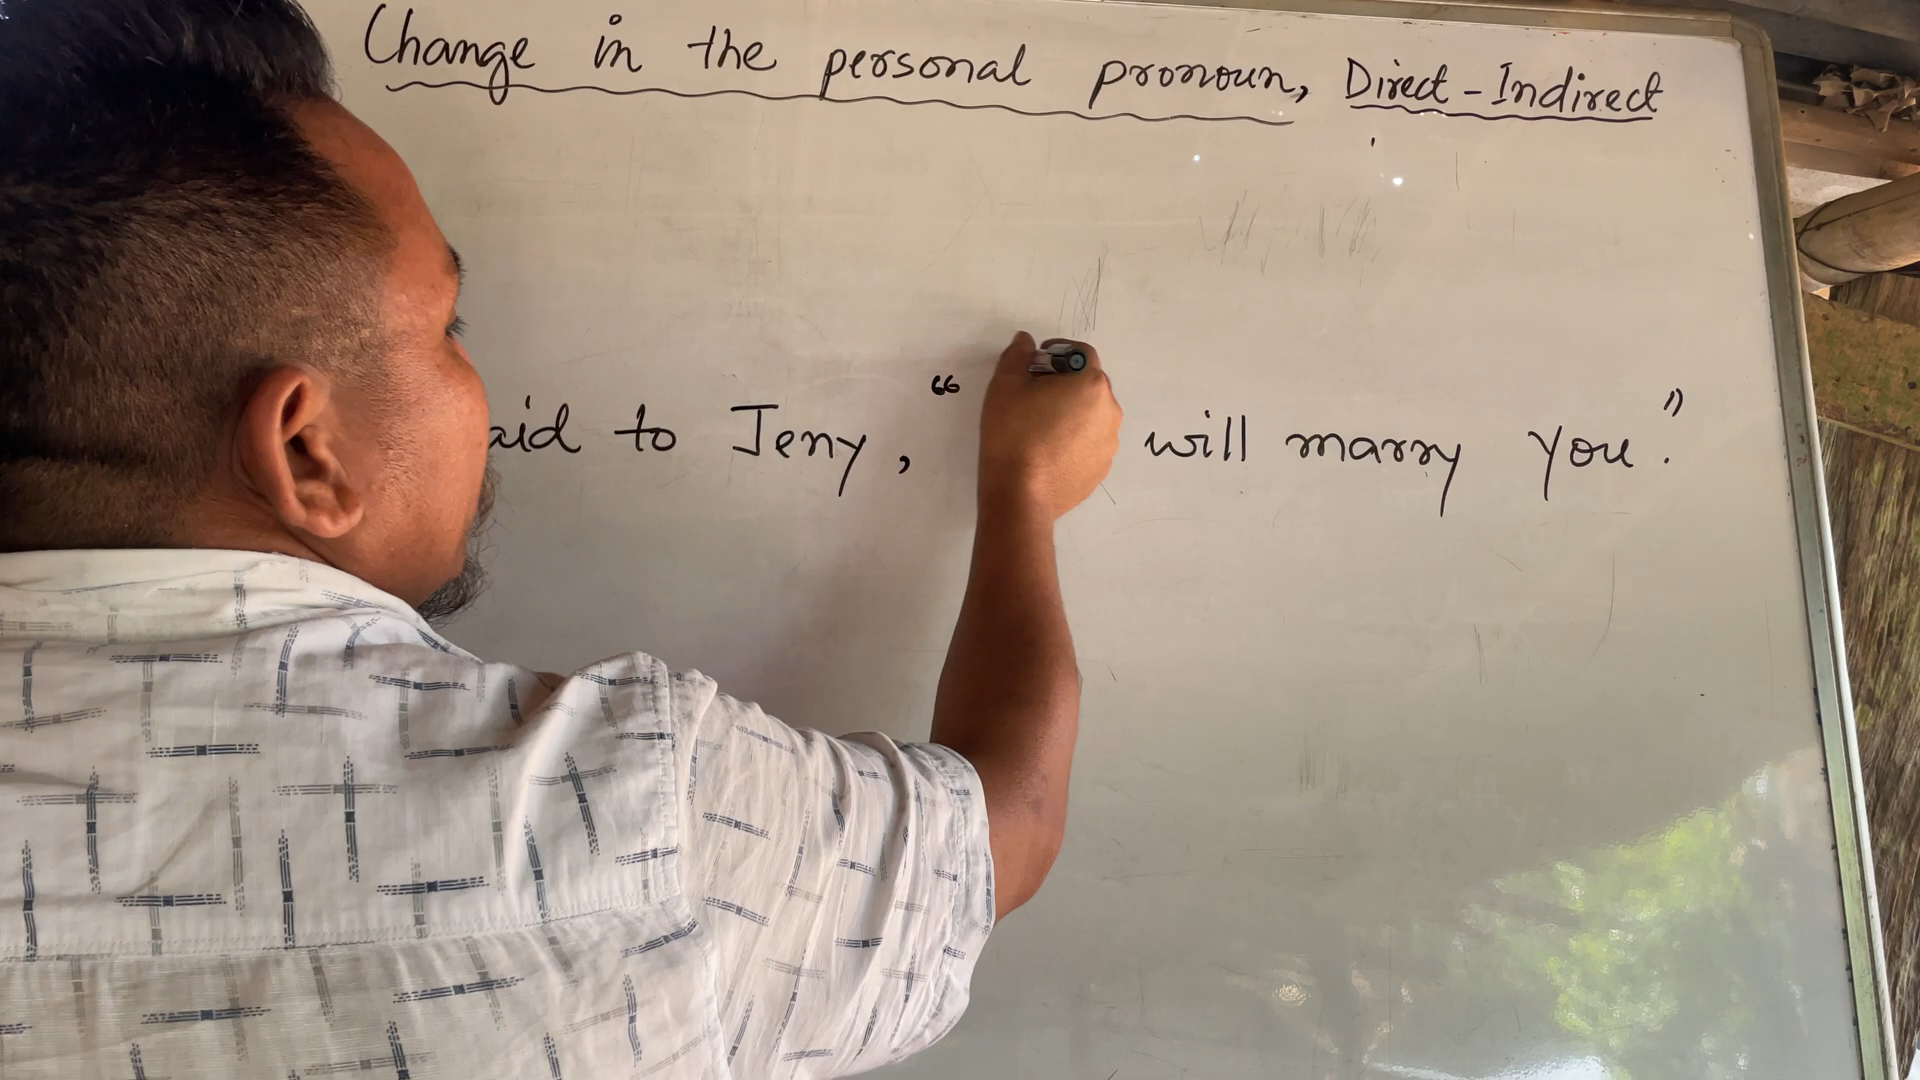 Change in the personal pronoun, Direct - Indirect
aid to Jeny, “ will marry you.”